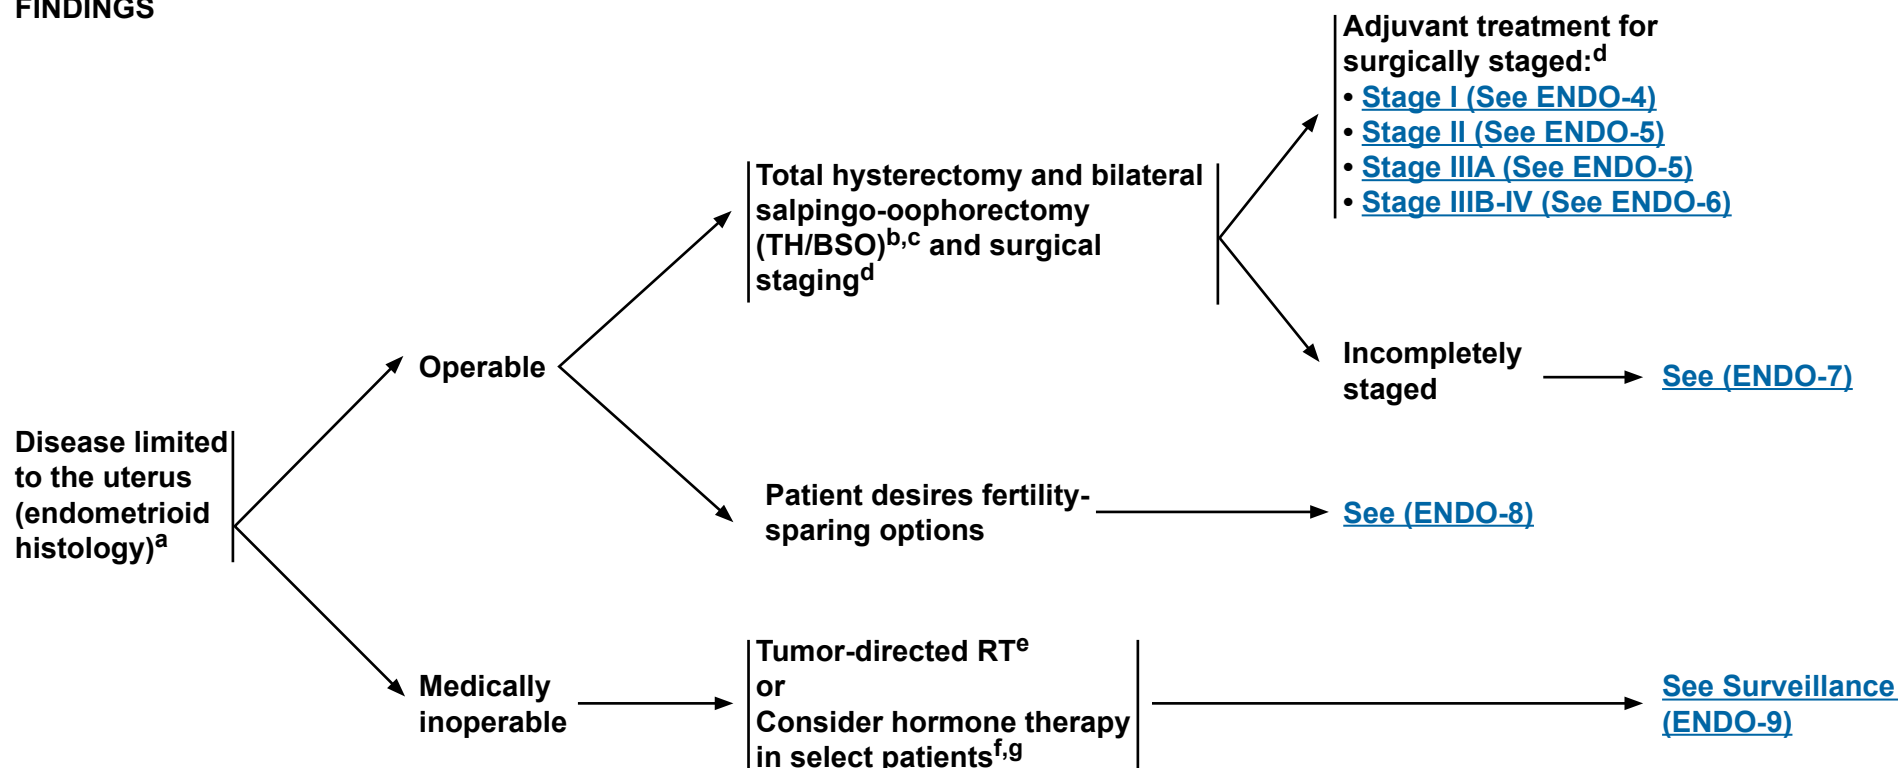 FINDINGS
Disease limited
to the uterus
(endometrioid
histology)a
Operable
Total hysterectomy and bilateral
salpingo-oophorectomy
(TH/BSO)b,c and surgical
stagingd
Adjuvant treatment for
surgically staged:d
• Stage I (See ENDO-4)
• Stage II (See ENDO-5)
• Stage IIIA (See ENDO-5)
• Stage IIIB-IV (See ENDO-6)
Incompletely
staged
See (ENDO-7)
Patient desires fertility-
sparing options
See (ENDO-8)
Medically
inoperable
Tumor-directed RTe
or
Consider hormone therapy
in select patientsf,g
See Surveillance
(ENDO-9)